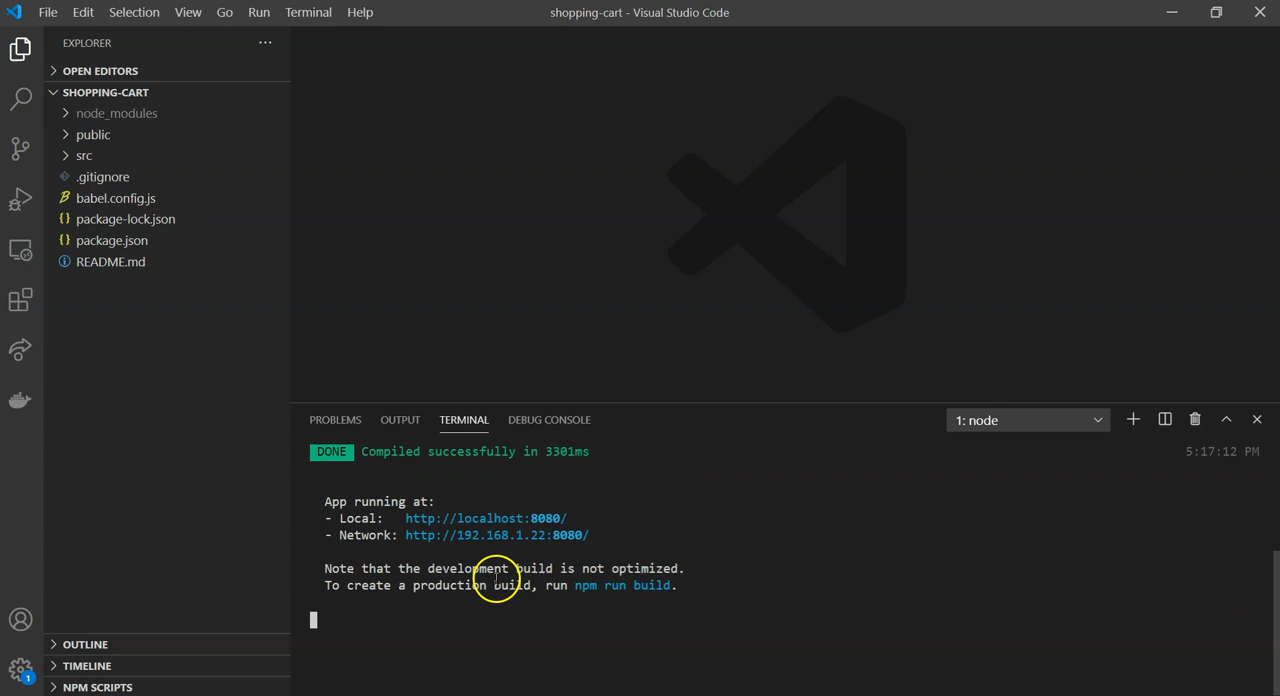 File Edit Selection View Go Run Terminal Help
shopping-cart - Visual Studio Code
EXPLORER
OPEN EDITORS
SHOPPING-CART
node_modules
public
src
.gitignore
babel.config.js
package-lock.json
package.json
README.md
OUTLINE
TIMELINE
NPM SCRIPTS
1
PROBLEMS OUTPUT TERMINAL DEBUG CONSOLE
1: node
DONE Compiled successfully in 3301ms
5:17:12 PM
App running at:
- Local: http://localhost:8080/
- Network: http://192.168.1.22:8080/
Note that the development build is not optimized.
To create a production build, run npm run build.